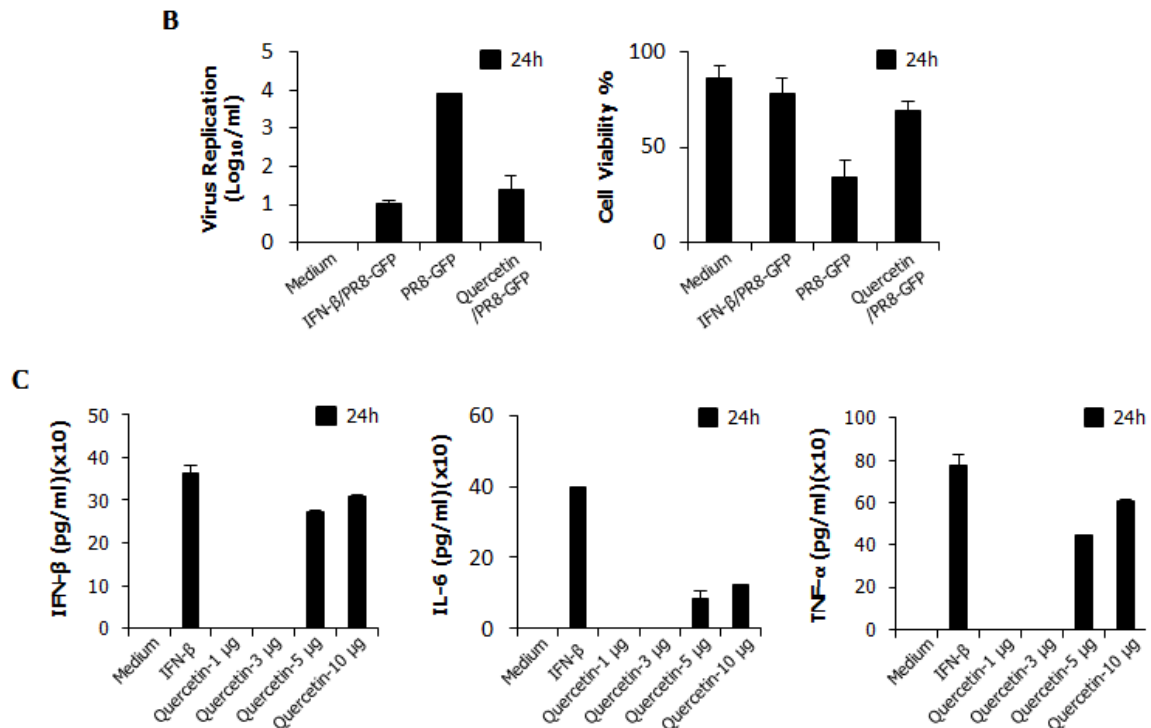 B
Virus Replication
(Log₁₀/ml)
5
4
3
2
1
0
24h
Medium
IFN-β/PR8-GFP
PR8-GFP
Quercetin
/PR8-GFP
Cell Viability %
100
50
0
24h
Medium
IFN-β/PR8-GFP
PR8-GFP
Quercetin
/PR8-GFP
C
IFN-β (pg/ml)(x10)
50
40
30
20
10
0
24h
Medium
IFN-β
Quercetin-1 µg
Quercetin-3 µg
Quercetin-5 µg
Quercetin-10 µg
IL-6 (pg/ml)(x10)
60
40
20
0
24h
Medium
IFN-β
Quercetin-1 µg
Quercetin-3 µg
Quercetin-5 µg
Quercetin-10 µg
TNF-α (pg/ml)(x10)
100
80
60
40
20
0
24h
Medium
IFN-β
Quercetin-1 µg
Quercetin-3 µg
Quercetin-5 µg
Quercetin-10 µg